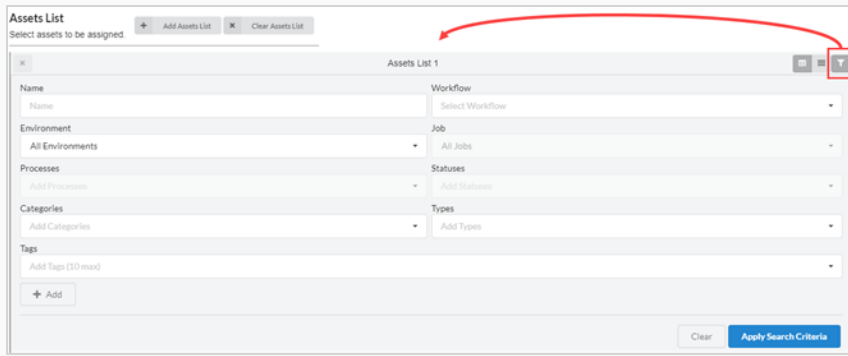 Assets List
Select assets to be assigned.
+ Add Assets List
× Clear Assets List
× Assets List 1
Name
Workflow
Name
Select Workflow
Environment
Job
All Environments
All Jobs
Processes
Statuses
Add Processes
Add Statuses
Categories
Types
Add Categories
Add Types
Tags
Add Tags (10 max)
+ Add
Clear
Apply Search Criteria